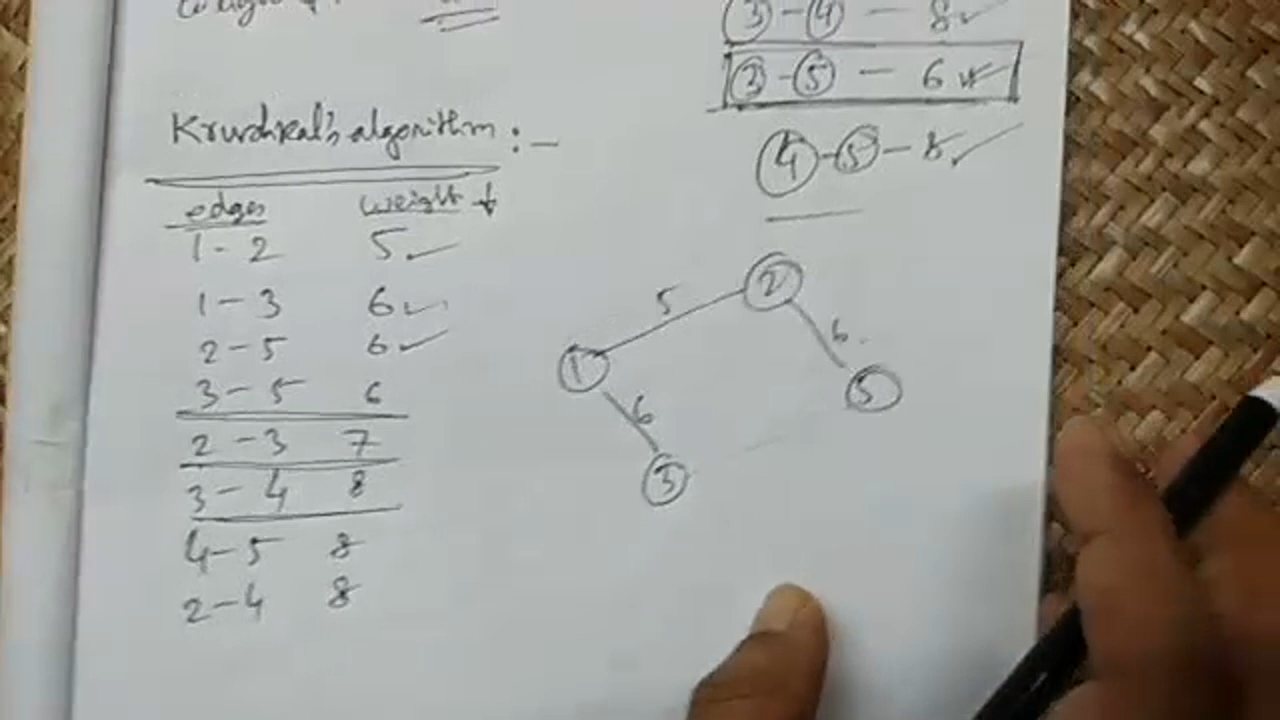 ③-④ - 8 ✓
③-⑤ - 6 ✓
④-⑤ - 8 ✓
Kruskal's algorithm :-
edges weight ↓
1-2 5 ✓
1-3 6 ✓
2-5 6 ✓
3-5 6
2-3 7
3-4 8
4-5 8
2-4 8
② 
5
6
①
⑤
6
③